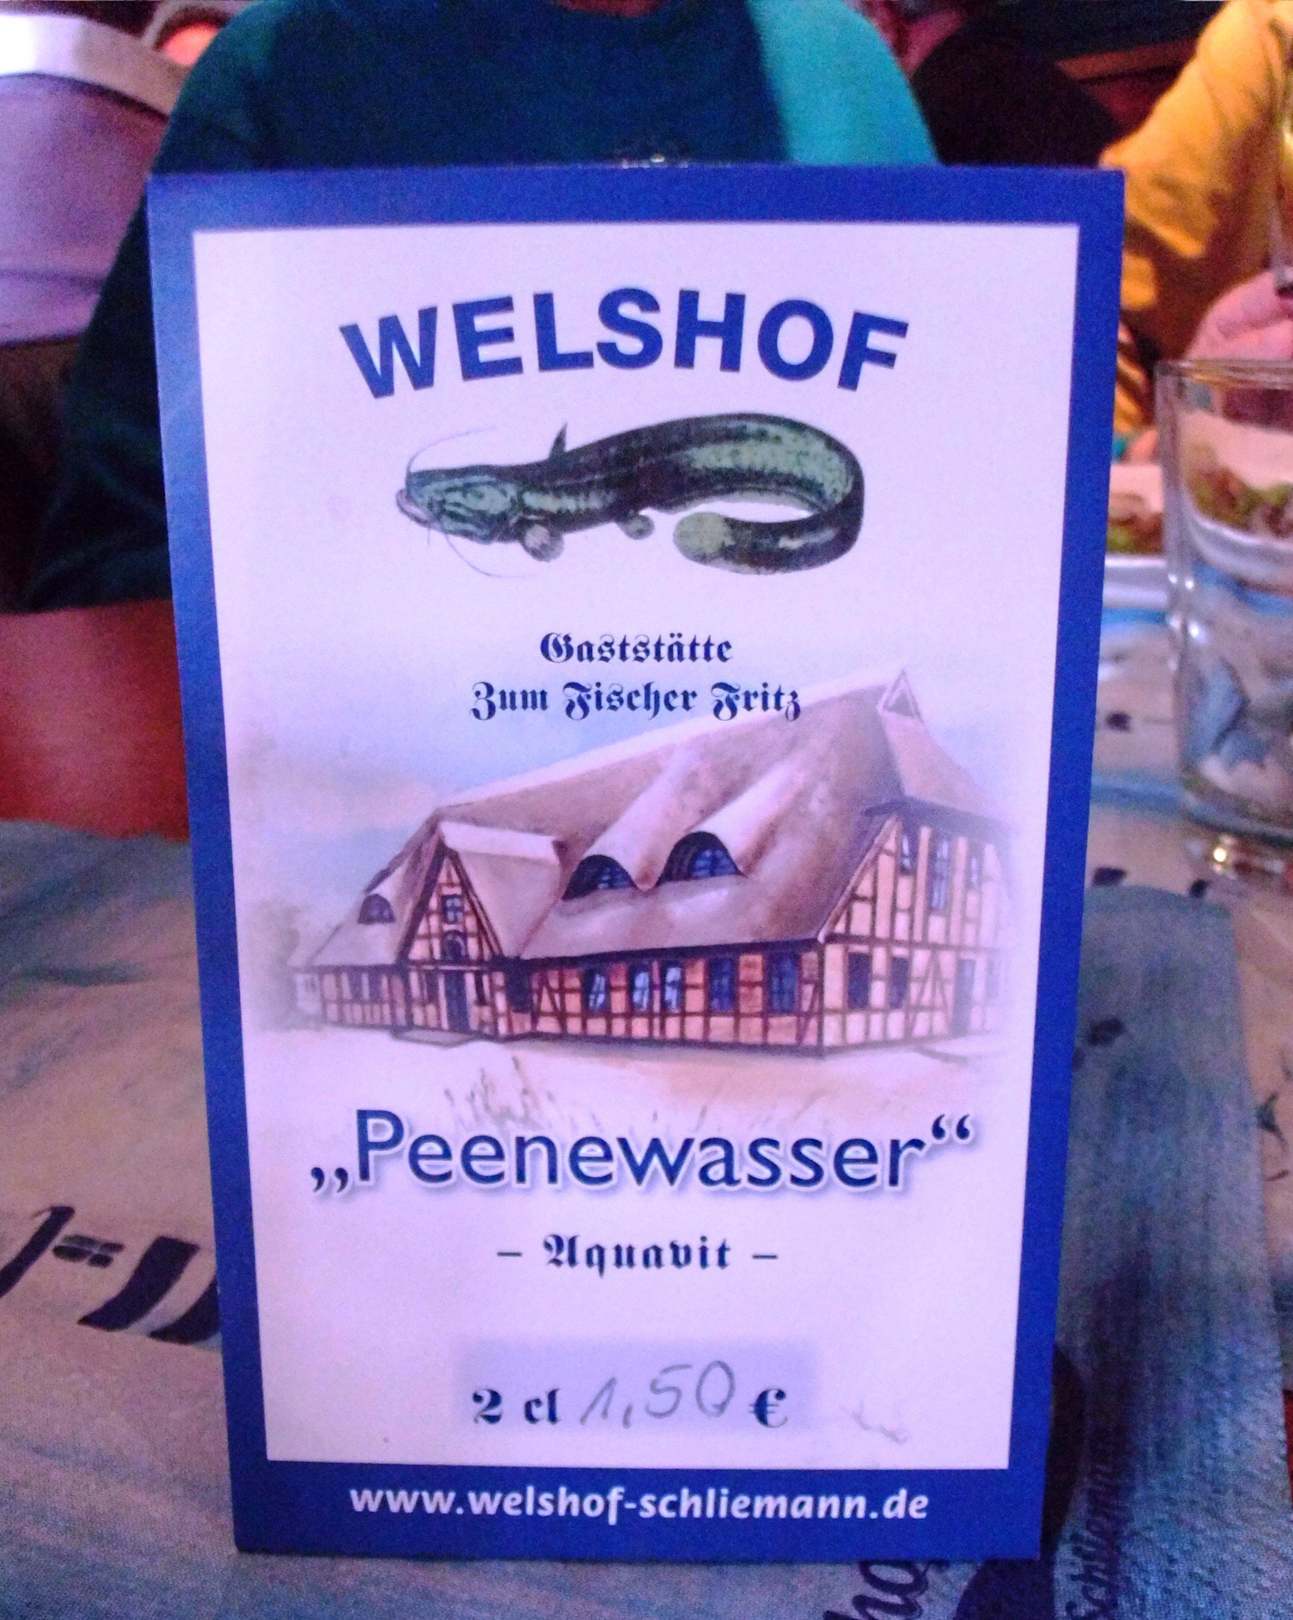 WELSHOF
Gaststätte
Zum Fischer Fritz
„Peenewasser“
– Aquavit –
2 cl 1,50 €
www.welshof-schliemann.de